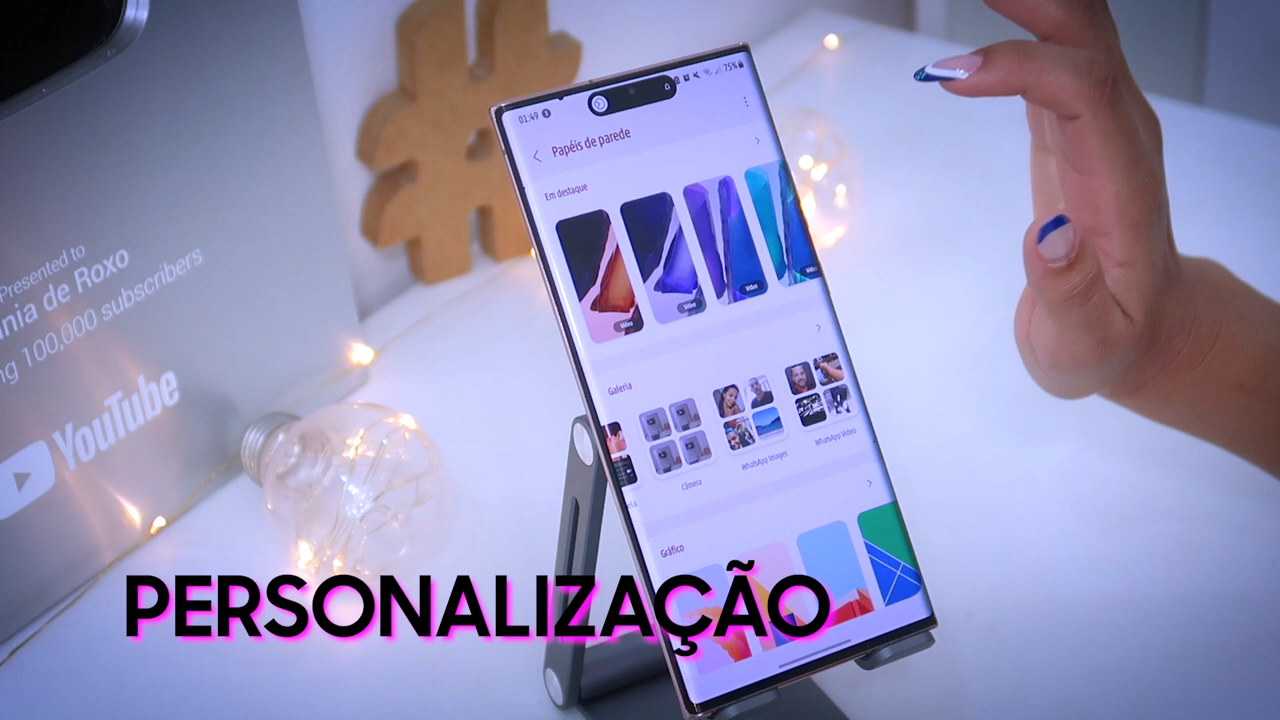 Presented to
nia de Roxo
ng 100,000 subscribers
YouTube
01:49
75%
Papéis de parede
Em destaque
Vídeo
Vídeo
Vídeo
Galeria
Câmera
WhatsApp Images
WhatsApp Video
Gráfico
PERSONALIZAÇÃO